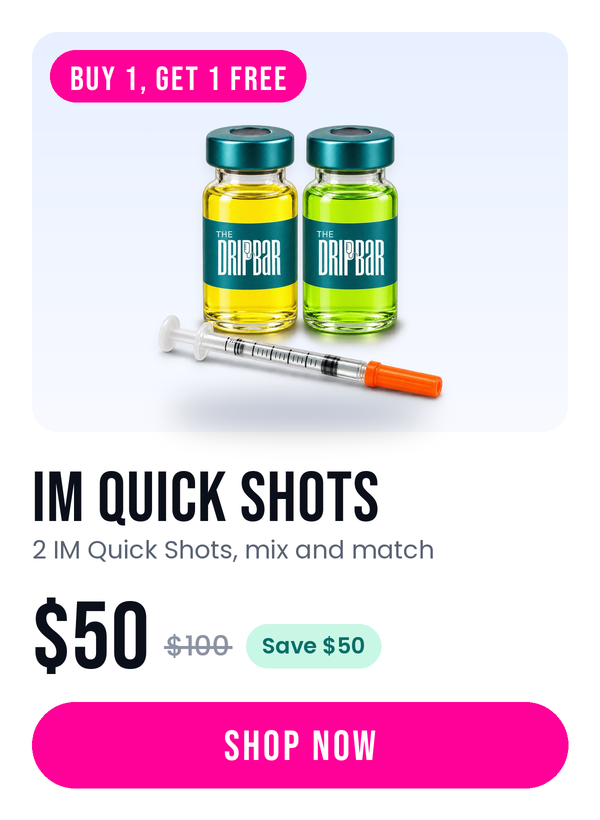 BUY 1, GET 1 FREE
THE
DRIPBAR
THE
DRIPBAR
IM QUICK SHOTS
2 IM Quick Shots, mix and match
$50 $100 Save $50
SHOP NOW